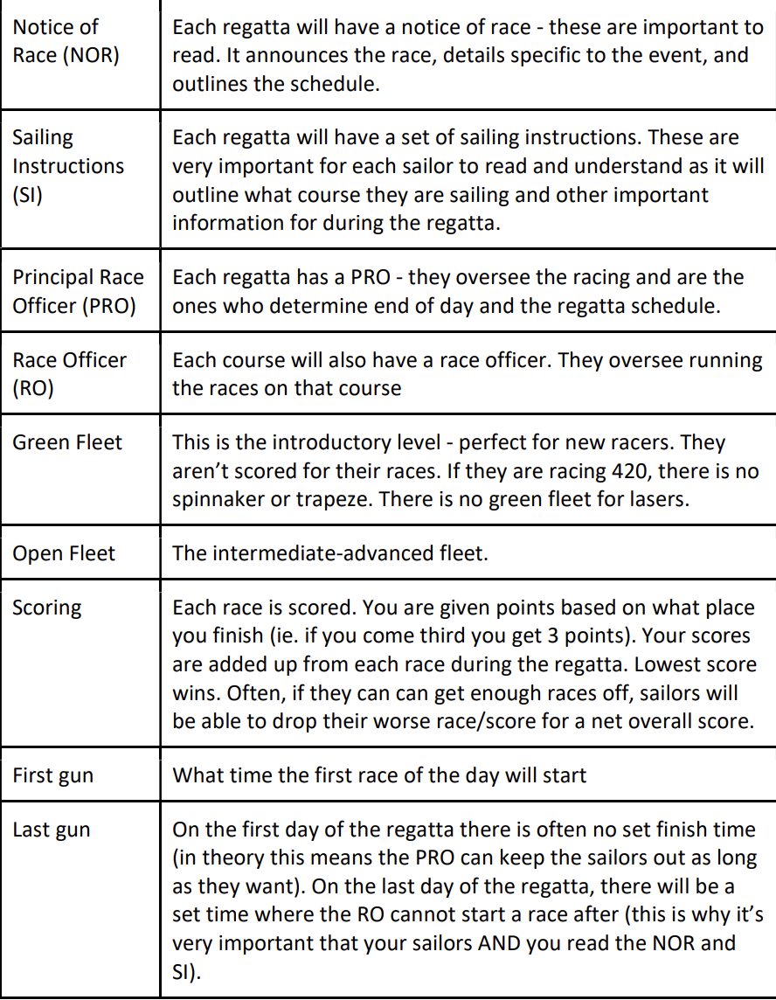 Notice of
Race (NOR)
Each regatta will have a notice of race - these are important to
read. It announces the race, details specific to the event, and
outlines the schedule.
Sailing
Instructions
(SI)
Each regatta will have a set of sailing instructions. These are
very important for each sailor to read and understand as it will
outline what course they are sailing and other important
information for during the regatta.
Principal Race
Officer (PRO)
Each regatta has a PRO - they oversee the racing and are the
ones who determine end of day and the regatta schedule.
Race Officer
(RO)
Each course will also have a race officer. They oversee running
the races on that course
Green Fleet
This is the introductory level - perfect for new racers. They
aren’t scored for their races. If they are racing 420, there is no
spinnaker or trapeze. There is no green fleet for lasers.
Open Fleet
The intermediate-advanced fleet.
Scoring
Each race is scored. You are given points based on what place
you finish (ie. if you come third you get 3 points). Your scores
are added up from each race during the regatta. Lowest score
wins. Often, if they can can get enough races off, sailors will
be able to drop their worse race/score for a net overall score.
First gun
What time the first race of the day will start
Last gun
On the first day of the regatta there is often no set finish time
(in theory this means the PRO can keep the sailors out as long
as they want). On the last day of the regatta, there will be a
set time where the RO cannot start a race after (this is why it’s
very important that your sailors AND you read the NOR and
SI).